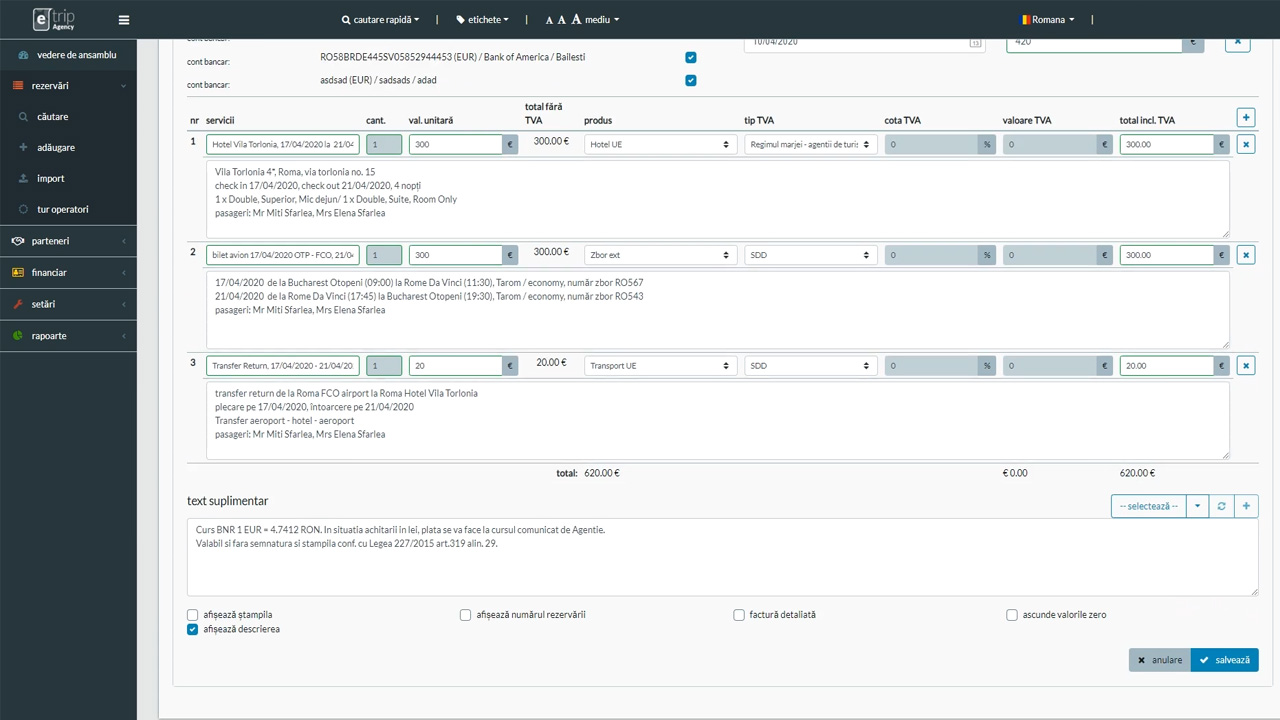 etrip Agency
cautare rapidă
|
etichete
|
A A A mediu
Romana
|
vedere de ansamblu
rezervări
căutare
adăugare
import
tur operatori
parteneri
financiar
setări
rapoarte
cont bancar:
cont bancar: RO58BRDE445SV05852944453 (EUR) / Bank of America / Bailesti
10/04/2020
13
420
€
cont bancar: asdsad (EUR) / sadsads / adad
nr servicii cant. val. unitară total fără TVA produs tip TVA cota TVA valoare TVA total incl. TVA
1 Hotel Vila Torlonia, 17/04/2020 la 21/04 1 300 € 300.00 € Hotel UE Regimul marjei - agentii de turis 0 % 0 € 300.00 €
Vila Torlonia 4*, Roma, via torlonia no. 15
check in 17/04/2020, check out 21/04/2020, 4 nopți
1 x Double, Superior, Mic dejun/ 1 x Double, Suite, Room Only
pasageri: Mr Miti Sfarlea, Mrs Elena Sfarlea
2 bilet avion 17/04/2020 OTP - FCO, 21/04 1 300 € 300.00 € Zbor ext SDD 0 % 0 € 300.00 €
17/04/2020 de la Bucharest Otopeni (09:00) la Rome Da Vinci (11:30), Tarom / economy, număr zbor RO567
21/04/2020 de la Rome Da Vinci (17:45) la Bucharest Otopeni (19:30), Tarom / economy, număr zbor RO543
pasageri: Mr Miti Sfarlea, Mrs Elena Sfarlea
3 Transfer Return, 17/04/2020 - 21/04/20 1 20 € 20.00 € Transport UE SDD 0 % 0 € 20.00 €
transfer return de la Roma FCO airport la Roma Hotel Vila Torlonia
plecare pe 17/04/2020, întoarcere pe 21/04/2020
Transfer aeroport - hotel - aeroport
pasageri: Mr Miti Sfarlea, Mrs Elena Sfarlea
total: 620.00 € € 0.00 620.00 €
text suplimentar
-- selectează --
Curs BNR 1 EUR = 4.7412 RON. In situatia achitarii in lei, plata se va face la cursul comunicat de Agentie.
Valabil si fara semnatura si stampila conf. cu Legea 227/2015 art.319 alin. 29.
afișează ștampila
afișează numărul rezervării
factură detaliată
ascunde valorile zero
afișează descrierea
anulare
salvează